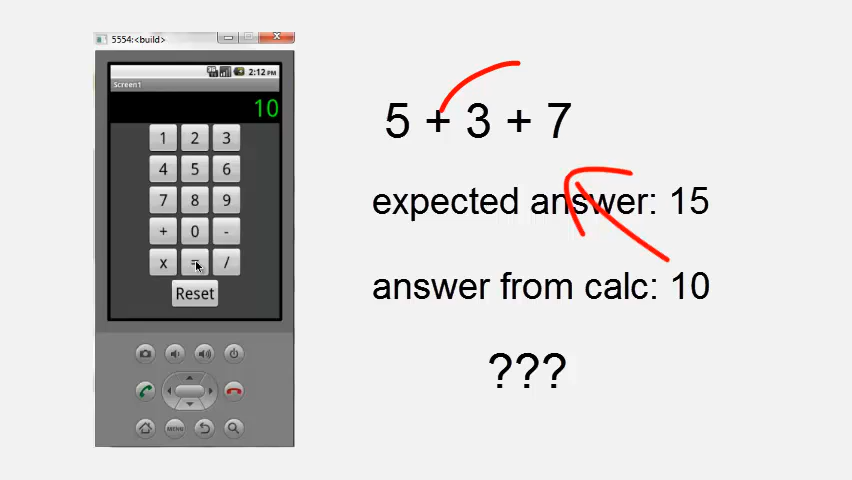 5554:<build>
2:12 PM
Screen1
10
1 2 3
4 5 6
7 8 9
+ 0 -
x = /
Reset
MENU
5 + 3 + 7
expected answer: 15
answer from calc: 10
???